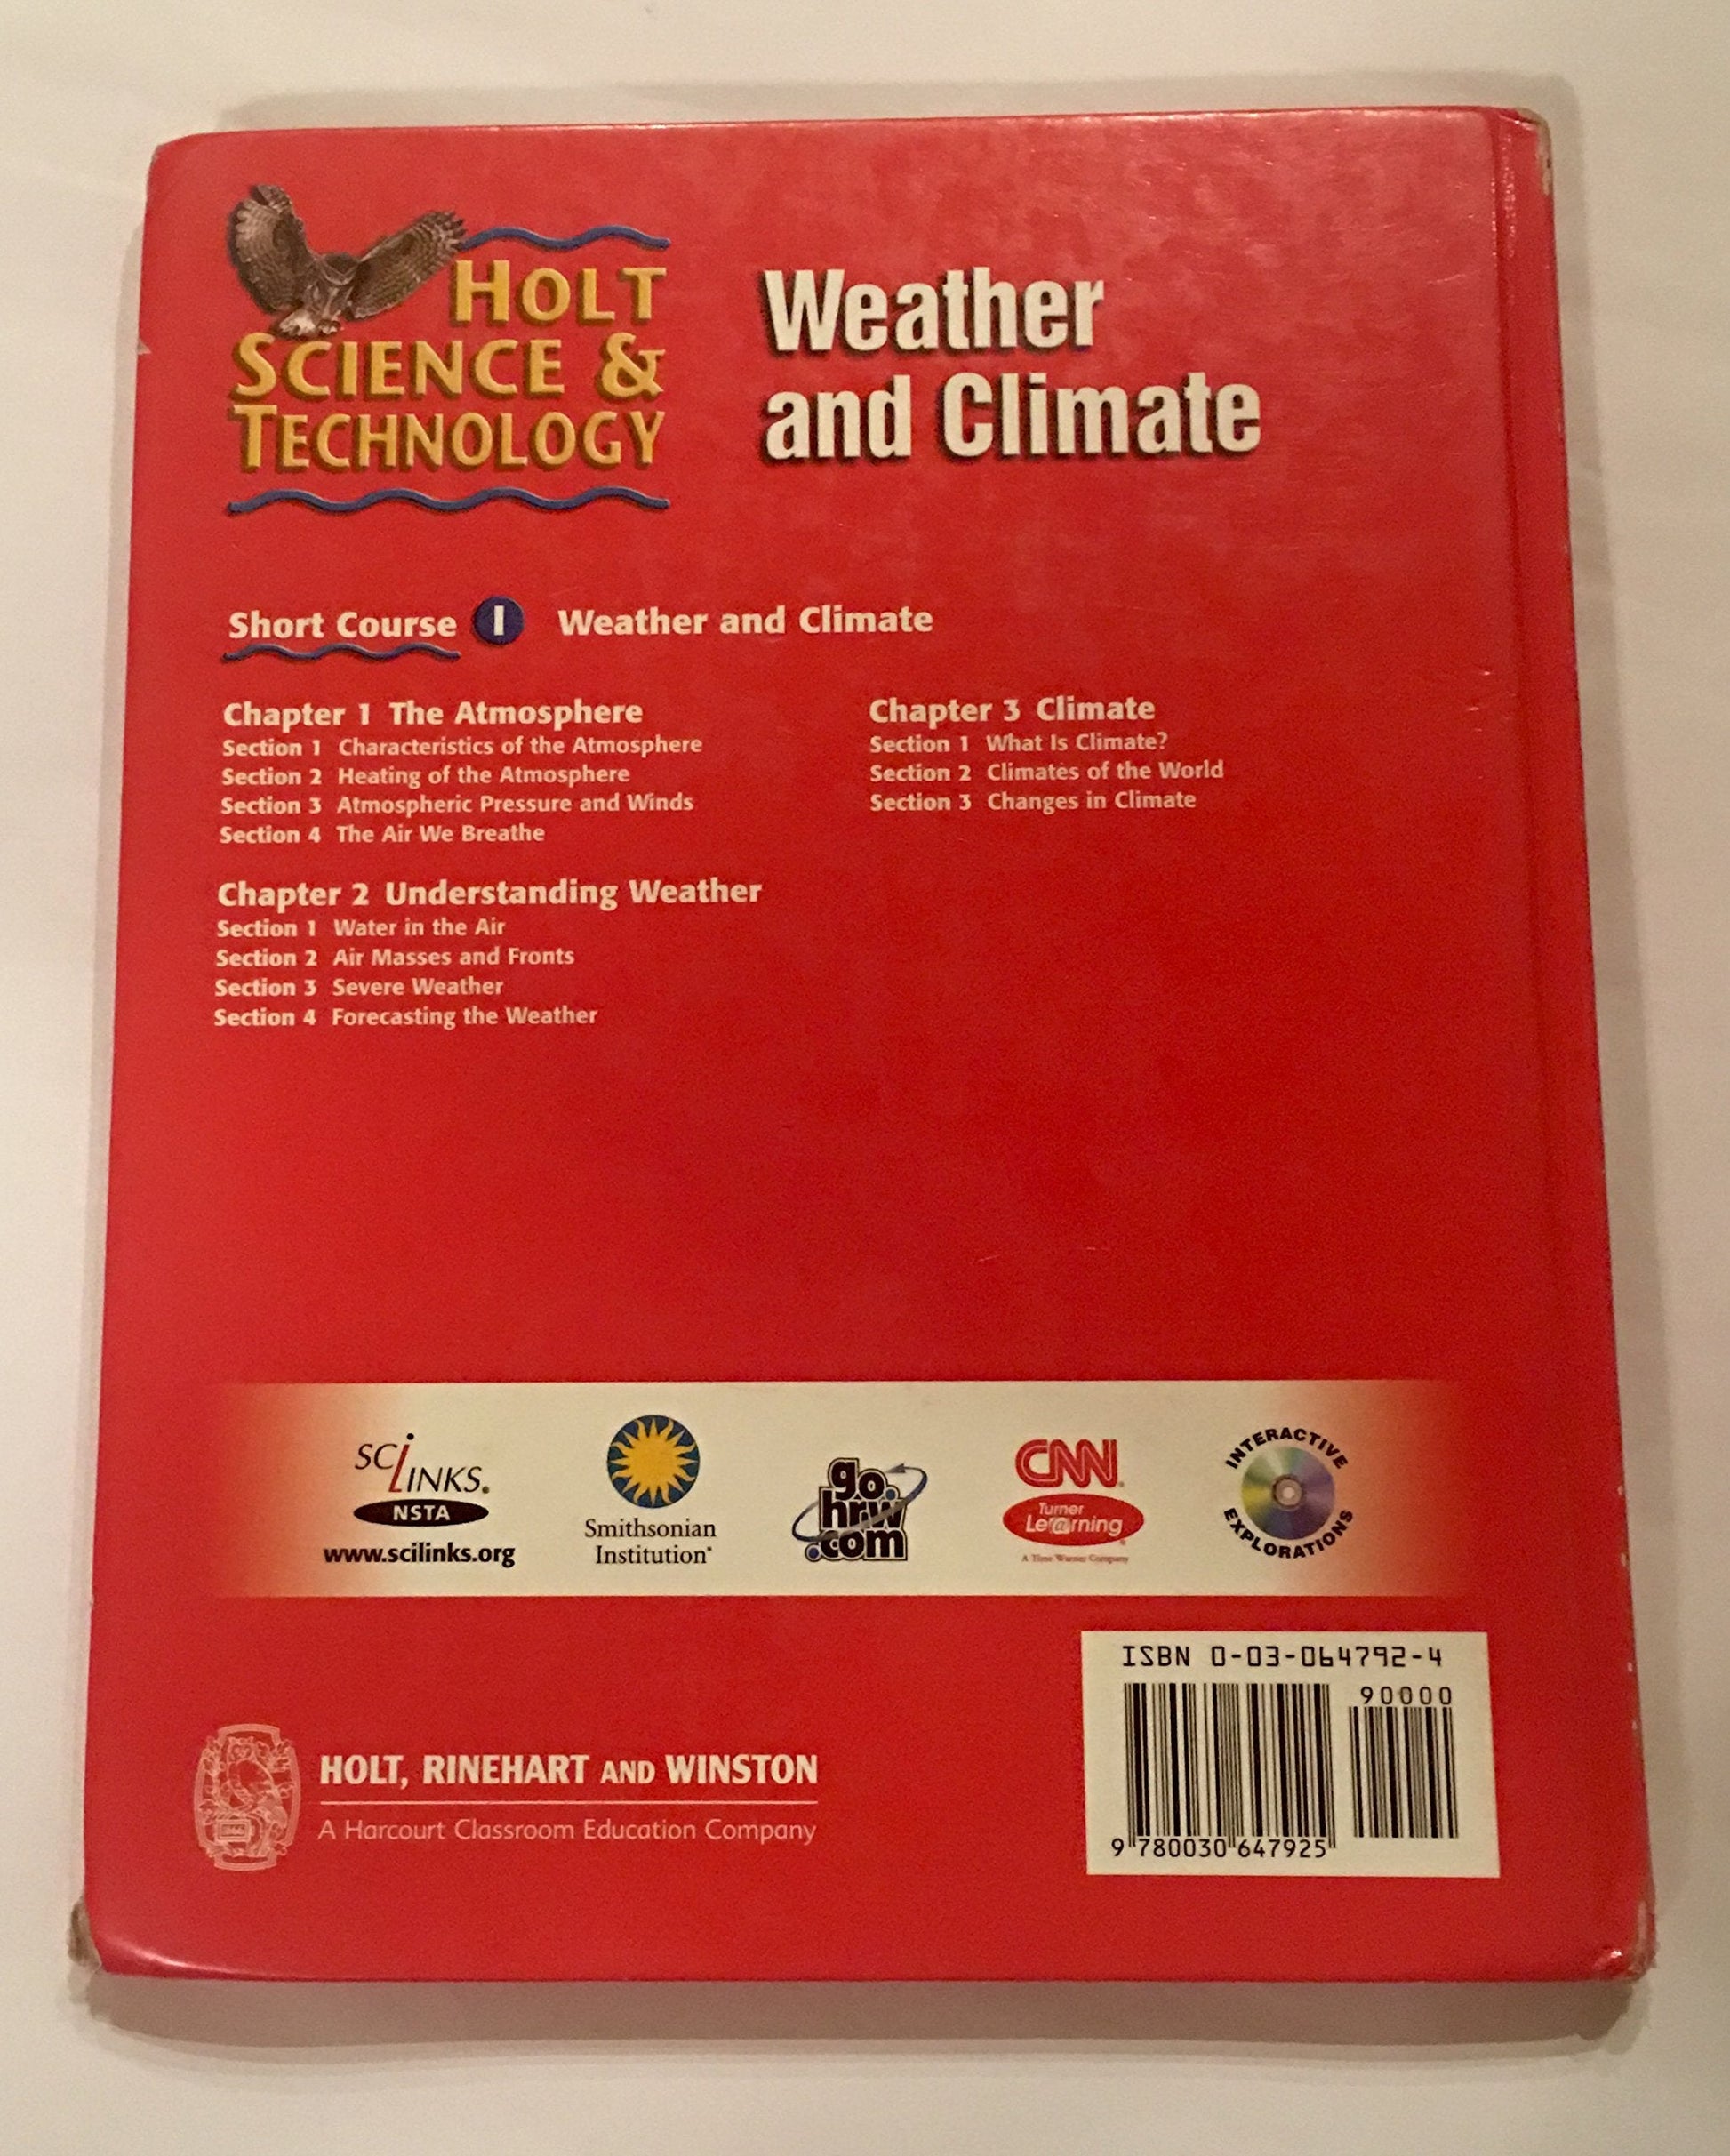 HOLT
SCIENCE &
TECHNOLOGY
Weather
and Climate
Short Course I Weather and Climate
Chapter 1 The Atmosphere
Section 1 Characteristics of the Atmosphere
Section 2 Heating of the Atmosphere
Section 3 Atmospheric Pressure and Winds
Section 4 The Air We Breathe
Chapter 2 Understanding Weather
Section 1 Water in the Air
Section 2 Air Masses and Fronts
Section 3 Severe Weather
Section 4 Forecasting the Weather
Chapter 3 Climate
Section 1 What Is Climate?
Section 2 Climates of the World
Section 3 Changes in Climate
SCiLINKS®
NSTA
www.scilinks.org
Smithsonian
Institution®
go.
hrw
.com
CNN®
Turner
Le@rning®
A Time Warner Company
INTERACTIVE
EXPLORATIONS
ISBN 0-03-064792-4
90000
9 780030 647925
HOLT, RINEHART AND WINSTON
A Harcourt Classroom Education Company